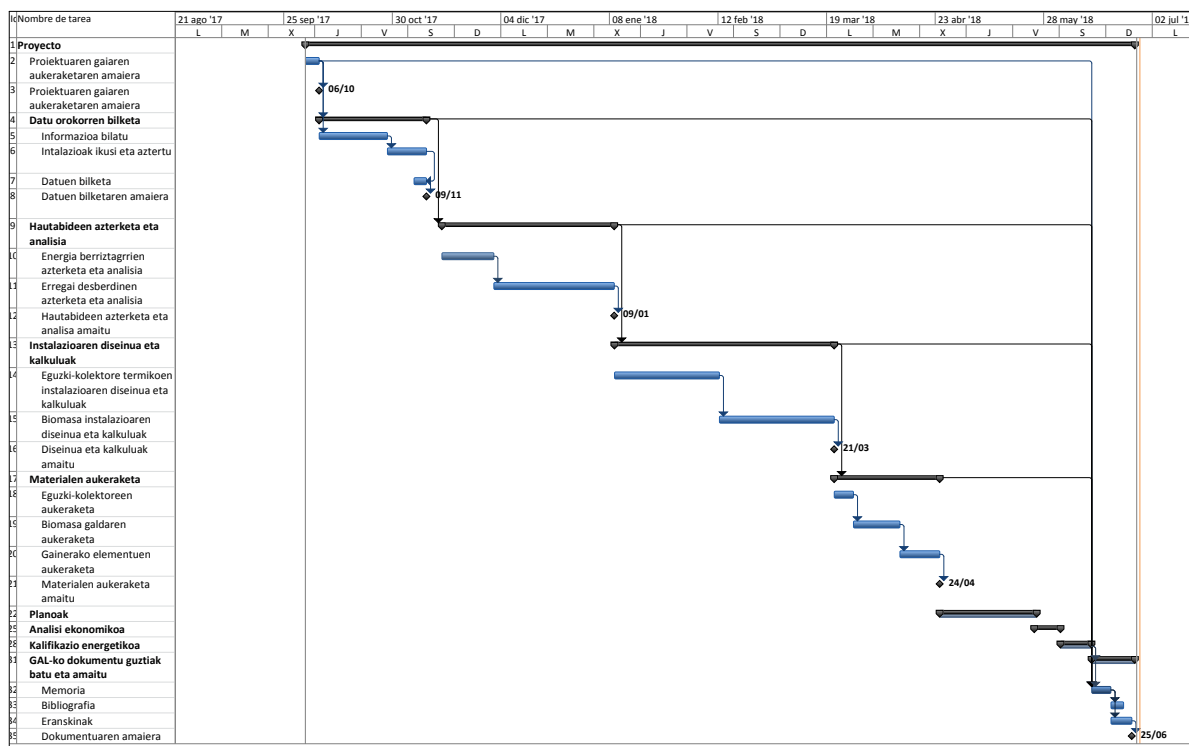 Id Nombre de tarea 21 ago '17 25 sep '17 30 oct '17 04 dic '17 08 ene '18 12 feb '18 19 mar '18 23 abr '18 28 may '18 02 jul
L M X J V S D L M X J V S D L M X J V S D L
1 Proyecto
2 Proiektuaren gaiaren
aukeraketaren amaiera
3 Proiektuaren gaiaren
aukeraketaren amaiera
06/10
4 Datu orokorren bilketa
5 Informazioa bilatu
6 Intalazioak ikusi eta aztertu
7 Datuen bilketa
8 Datuen bilketaren amaiera
09/11
9 Hautabideen azterketa eta
analisia
10 Energia berriztagrrien
azterketa eta analisia
11 Erregai desberdinen
azterketa eta analisia
12 Hautabideen azterketa eta
analisa amaitu
09/01
13 Instalazioaren diseinua eta
kalkuluak
14 Eguzki-kolektore termikoen
instalazioaren diseinua eta
kalkuluak
15 Biomasa instalazioaren
diseinua eta kalkuluak
16 Diseinua eta kalkuluak
amaitu
21/03
17 Materialen aukeraketa
18 Eguzki-kolektoreen
aukeraketa
19 Biomasa galdaren
aukeraketa
20 Gainerako elementuen
aukeraketa
21 Materialen aukeraketa
amaitu
24/04
22 Planoak
25 Analisi ekonomikoa
28 Kalifikazio energetikoa
31 GAL-ko dokumentu guztiak
batu eta amaitu
32 Memoria
33 Bibliografia
34 Eranskinak
35 Dokumentuaren amaiera
25/06